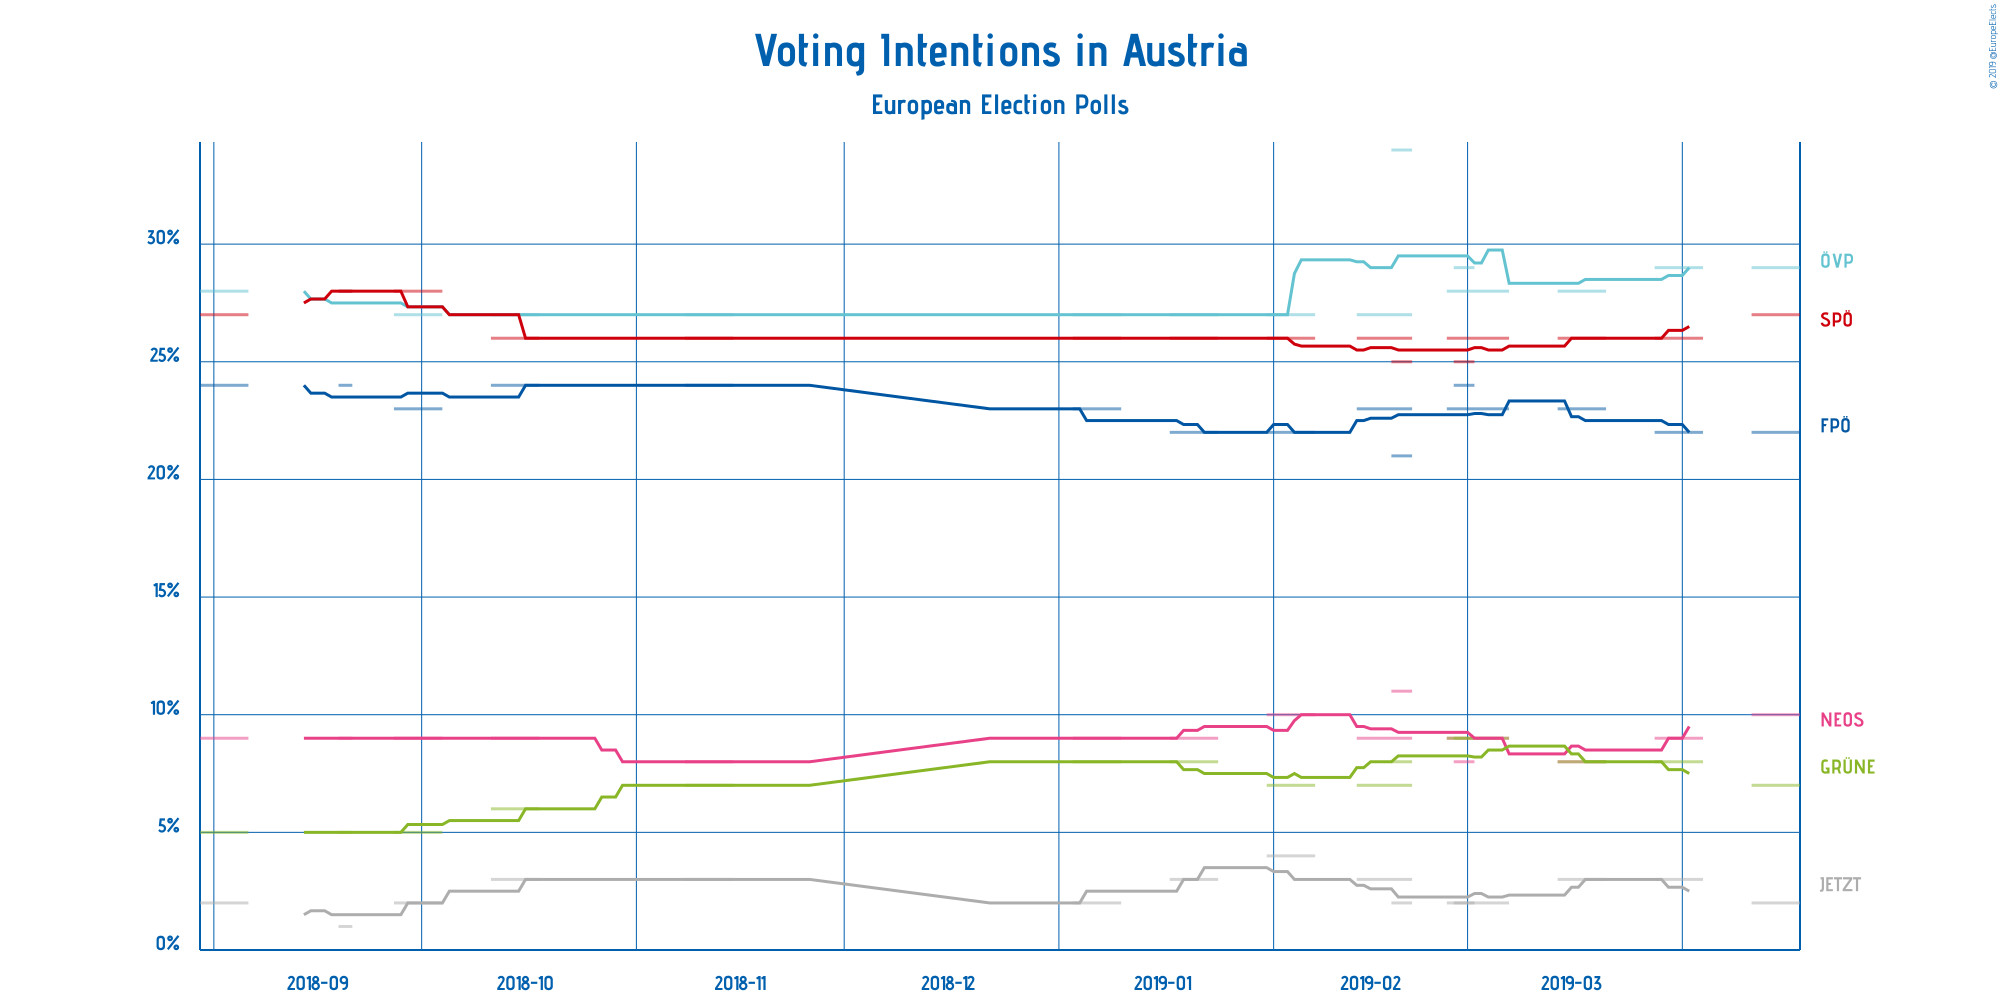 Voting Intentions in Austria
European Election Polls
© 2019 @EuropeElects
30%
25%
20%
15%
10%
5%
0%
ÖVP
SPÖ
FPÖ
NEOS
GRÜNE
JETZT
2018-09 2018-10 2018-11 2018-12 2019-01 2019-02 2019-03